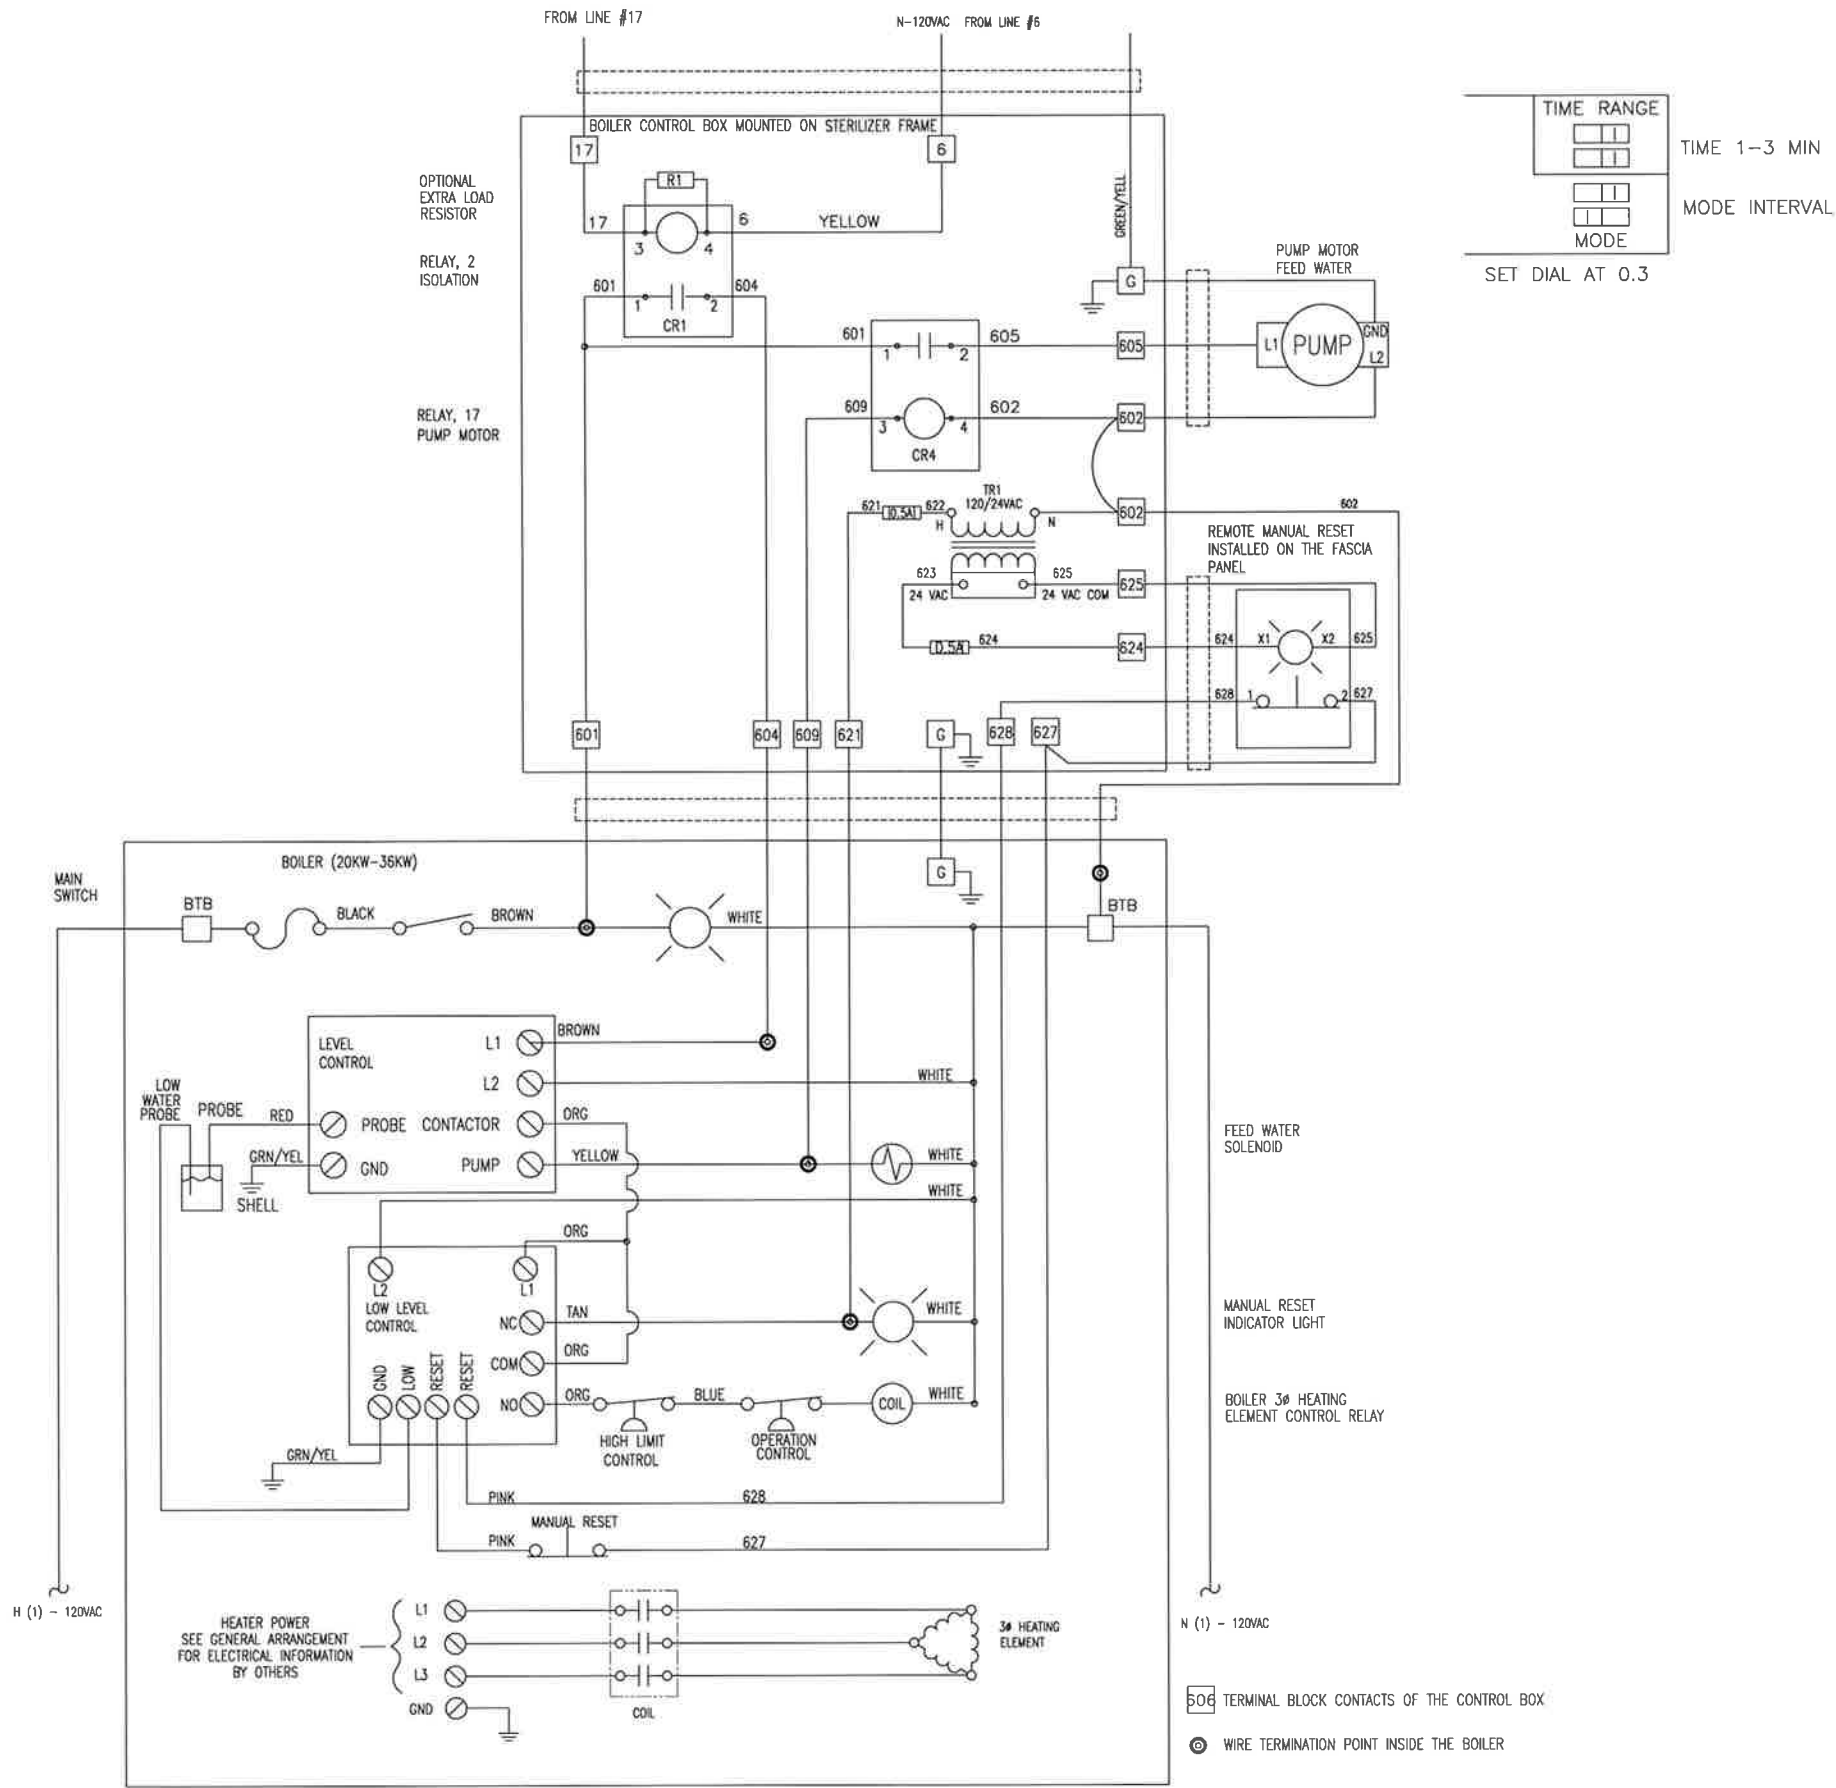 FROM LINE #17
N-120VAC FROM LINE #6
BOILER CONTROL BOX MOUNTED ON STERILIZER FRAME
17
6
TIME RANGE
TIME 1-3 MIN
MODE INTERVAL
MODE
SET DIAL AT 0.3
OPTIONAL
EXTRA LOAD
RESISTOR
R1
17
6
YELLOW
3
4
GREEN/YELL
RELAY, 2
ISOLATION
601
604
1
2
CR1
G
PUMP MOTOR
FEED WATER
601
605
1
2
605
L1
PUMP
GND
L2
RELAY, 17
PUMP MOTOR
609
602
3
4
CR4
602
TR1
120/24VAC
621
0.5A
622
H
N
602
602
REMOTE MANUAL RESET
INSTALLED ON THE FASCIA
PANEL
623
625
24 VAC
24 VAC COM
625
0.5A
624
624
624
X1
X2
625
628
1
2
627
601
604
609
621
G
628
627
BOILER (20KW-36KW)
G
MAIN
SWITCH
BTB
BLACK
BROWN
WHITE
BTB
LEVEL
CONTROL
L1
BROWN
L2
WHITE
LOW
WATER
PROBE
PROBE
RED
PROBE
CONTACTOR
ORG
GRN/YEL
GND
PUMP
YELLOW
WHITE
FEED WATER
SOLENOID
SHELL
WHITE
ORG
L2
L1
LOW LEVEL
CONTROL
NC
TAN
WHITE
MANUAL RESET
INDICATOR LIGHT
COM
ORG
GND
LOW
RESET
RESET
NO
ORG
BLUE
COIL
WHITE
BOILER 3ø HEATING
ELEMENT CONTROL RELAY
HIGH LIMIT
CONTROL
OPERATION
CONTROL
GRN/YEL
PINK
628
MANUAL RESET
PINK
627
H (1) - 120VAC
N (1) - 120VAC
HEATER POWER
SEE GENERAL ARRANGEMENT
FOR ELECTRICAL INFORMATION
BY OTHERS
L1
L2
L3
GND
COIL
3ø HEATING
ELEMENT
606 TERMINAL BLOCK CONTACTS OF THE CONTROL BOX
WIRE TERMINATION POINT INSIDE THE BOILER